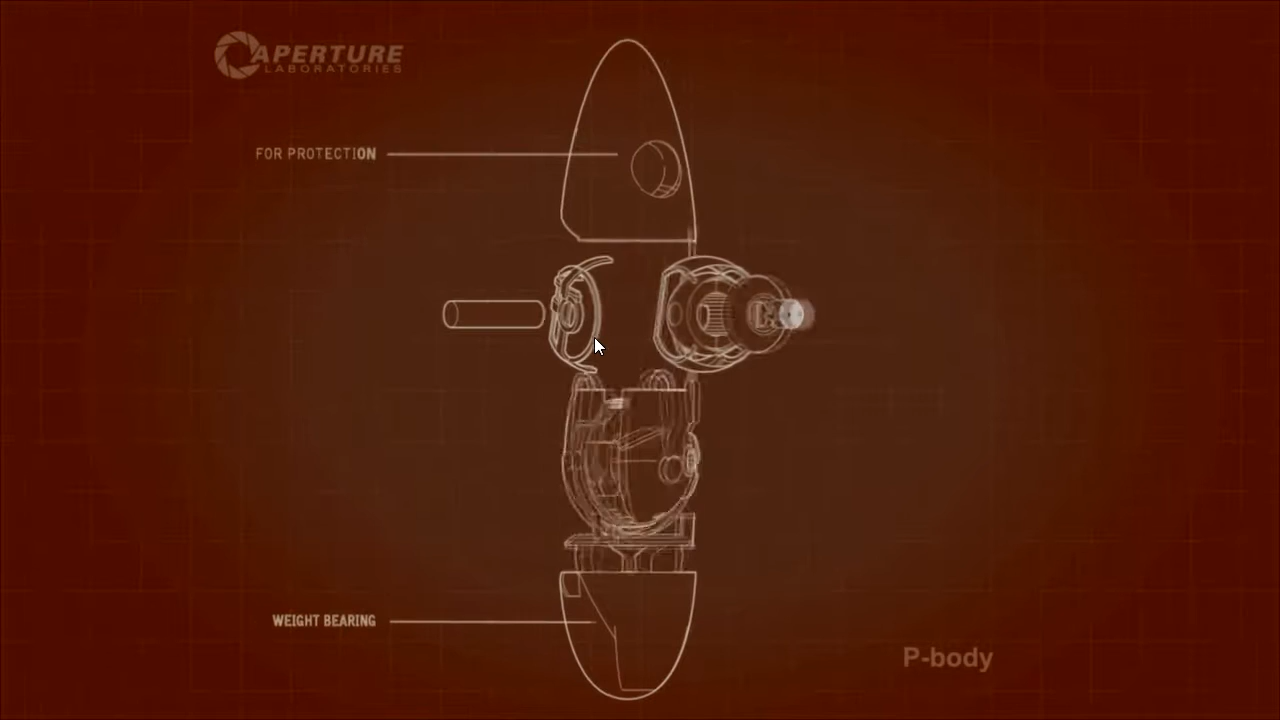 APERTURE
LABORATORIES
FOR PROTECTION
WEIGHT BEARING
P-body